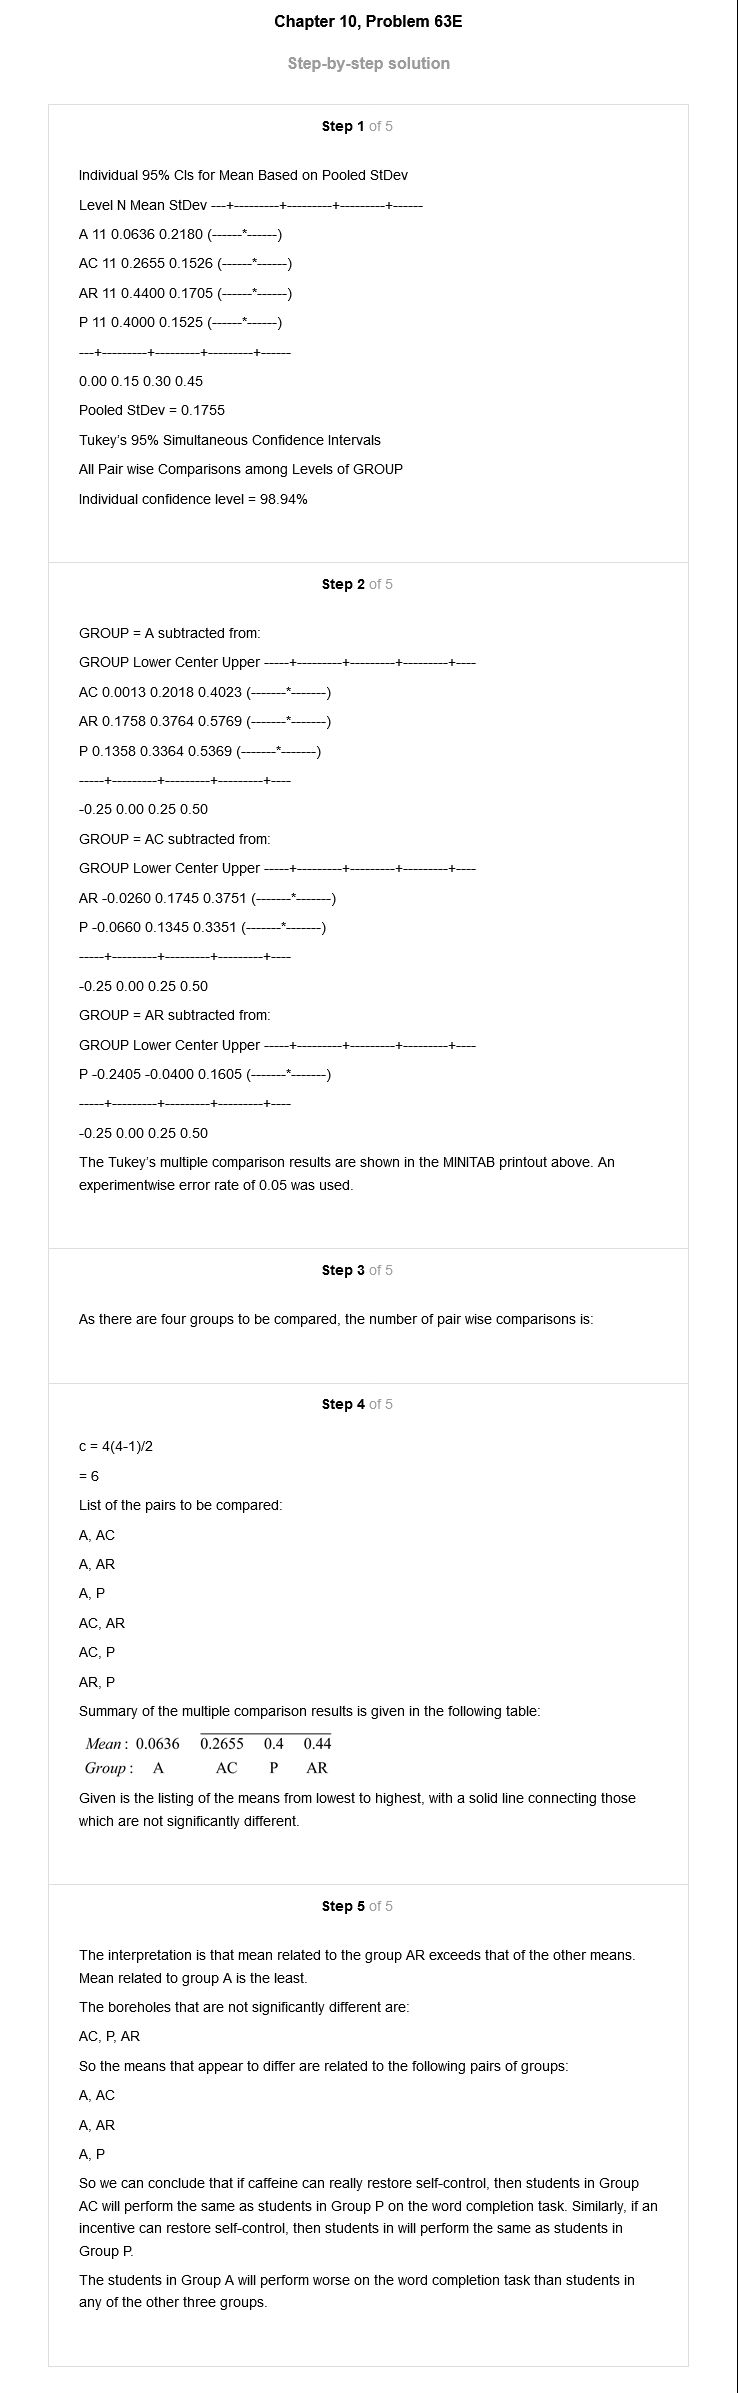 Chapter 10, Problem 63E
Step-by-step solution
Step 1 of 5
Individual 95% CIs for Mean Based on Pooled StDev
Level N Mean StDev ---+---------+---------+---------+------
A 11 0.0636 0.2180 (------*------)
AC 11 0.2655 0.1526 (------*------)
AR 11 0.4400 0.1705 (------*------)
P 11 0.4000 0.1525 (------*------)
---+---------+---------+---------+------
0.00 0.15 0.30 0.45
Pooled StDev = 0.1755
Tukey’s 95% Simultaneous Confidence Intervals
All Pair wise Comparisons among Levels of GROUP
Individual confidence level = 98.94%
Step 2 of 5
GROUP = A subtracted from:
GROUP Lower Center Upper -----+---------+---------+---------+----
AC 0.0013 0.2018 0.4023 (-------*-------)
AR 0.1758 0.3764 0.5769 (-------*-------)
P 0.1358 0.3364 0.5369 (-------*-------)
-----+---------+---------+---------+----
-0.25 0.00 0.25 0.50
GROUP = AC subtracted from:
GROUP Lower Center Upper -----+---------+---------+---------+----
AR -0.0260 0.1745 0.3751 (-------*-------)
P -0.0660 0.1345 0.3351 (-------*-------)
-----+---------+---------+---------+----
-0.25 0.00 0.25 0.50
GROUP = AR subtracted from:
GROUP Lower Center Upper -----+---------+---------+---------+----
P -0.2405 -0.0400 0.1605 (-------*-------)
-----+---------+---------+---------+----
-0.25 0.00 0.25 0.50
The Tukey’s multiple comparison results are shown in the MINITAB printout above. An
experimentwise error rate of 0.05 was used.
Step 3 of 5
As there are four groups to be compared, the number of pair wise comparisons is:
Step 4 of 5
c = 4(4-1)/2
= 6
List of the pairs to be compared:
A, AC
A, AR
A, P
AC, AR
AC, P
AR, P
Summary of the multiple comparison results is given in the following table:
Mean : 0.0636 0.2655 0.4 0.44
Group : A AC P AR
Given is the listing of the means from lowest to highest, with a solid line connecting those
which are not significantly different.
Step 5 of 5
The interpretation is that mean related to the group AR exceeds that of the other means.
Mean related to group A is the least.
The boreholes that are not significantly different are:
AC, P, AR
So the means that appear to differ are related to the following pairs of groups:
A, AC
A, AR
A, P
So we can conclude that if caffeine can really restore self-control, then students in Group
AC will perform the same as students in Group P on the word completion task. Similarly, if an
incentive can restore self-control, then students in will perform the same as students in
Group P.
The students in Group A will perform worse on the word completion task than students in
any of the other three groups.